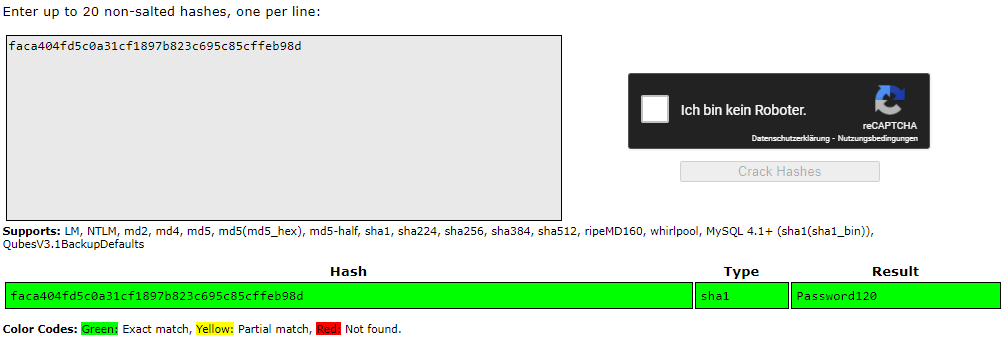 Enter up to 20 non-salted hashes, one per line:
faca404fd5c0a31cf1897b823c695c85cffeb98d
Ich bin kein Roboter.
reCAPTCHA
Datenschutzerklärung - Nutzungsbedingungen
Crack Hashes
Supports: LM, NTLM, md2, md4, md5, md5(md5_hex), md5-half, sha1, sha224, sha256, sha384, sha512, ripeMD160, whirlpool, MySQL 4.1+ (sha1(sha1_bin)),
QubesV3.1BackupDefaults
Hash Type Result
faca404fd5c0a31cf1897b823c695c85cffeb98d sha1 Password120
Color Codes: Green: Exact match, Yellow: Partial match, Red: Not found.